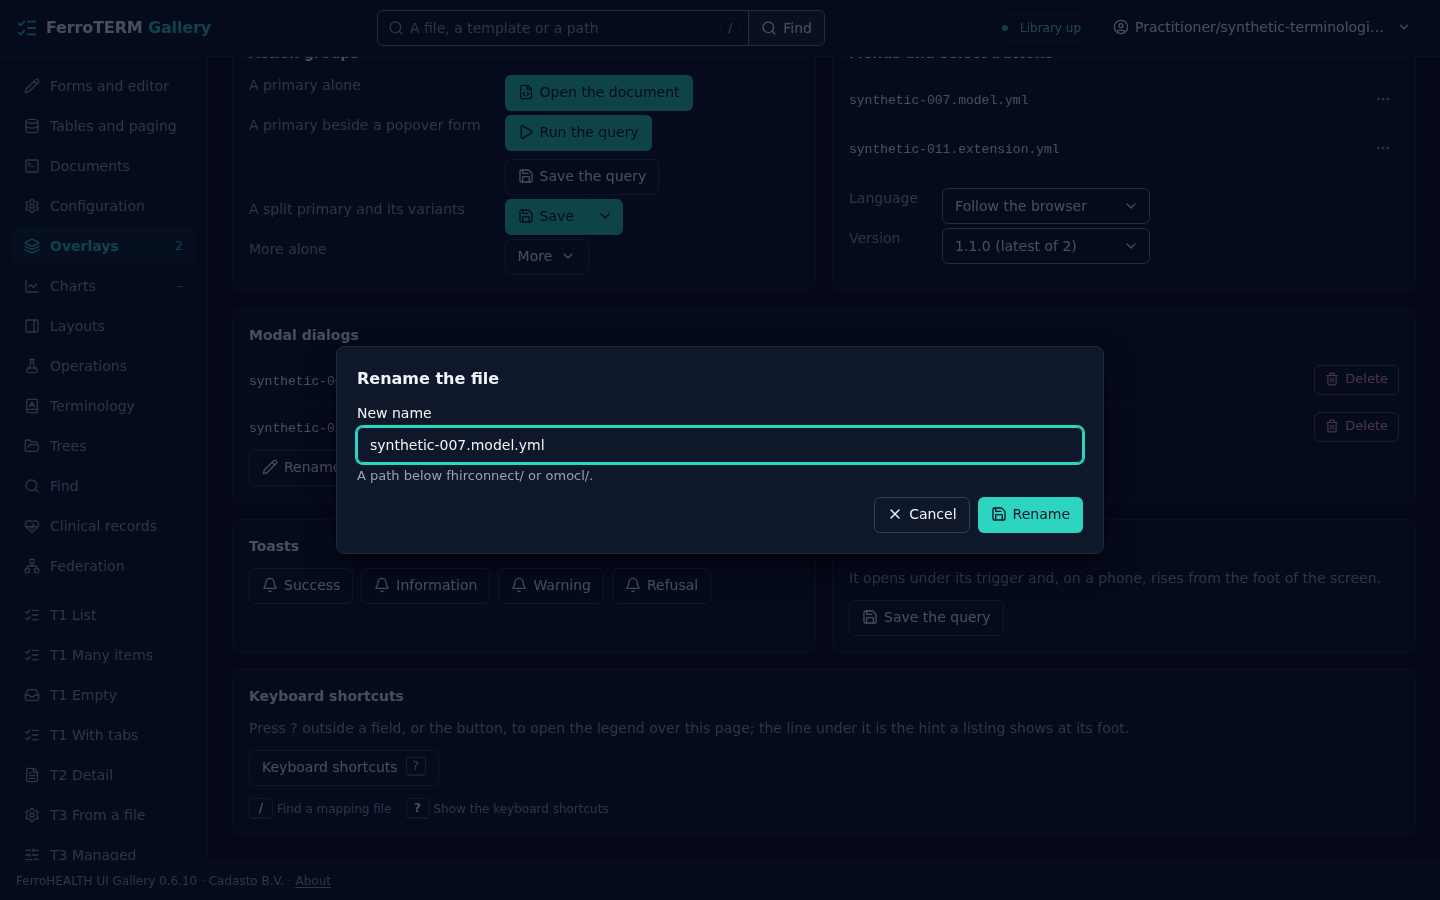 FerroTERM Gallery
A file, a template or a path
/
Find
Library up
Practitioner/synthetic-terminologi...
Forms and editor
Tables and paging
Documents
Configuration
Overlays 2
Charts –
Layouts
Operations
Terminology
Trees
Find
Clinical records
Federation
T1 List
T1 Many items
T1 Empty
T1 With tabs
T2 Detail
T3 From a file
T3 Managed
A primary alone
Open the document
A primary beside a popover form
Run the query
Save the query
A split primary and its variants
Save
More alone
More
synthetic-007.model.yml
synthetic-011.extension.yml
Language
Follow the browser
Version
1.1.0 (latest of 2)
Modal dialogs
Delete
Delete
Rename the file
New name
synthetic-007.model.yml
A path below fhirconnect/ or omocl/.
Cancel
Rename
Toasts
Success
Information
Warning
Refusal
It opens under its trigger and, on a phone, rises from the foot of the screen.
Save the query
Keyboard shortcuts
Press ? outside a field, or the button, to open the legend over this page; the line under it is the hint a listing shows at its foot.
Keyboard shortcuts ?
/ Find a mapping file ? Show the keyboard shortcuts
FerroHEALTH UI Gallery 0.6.10 · Cadasto B.V. · About